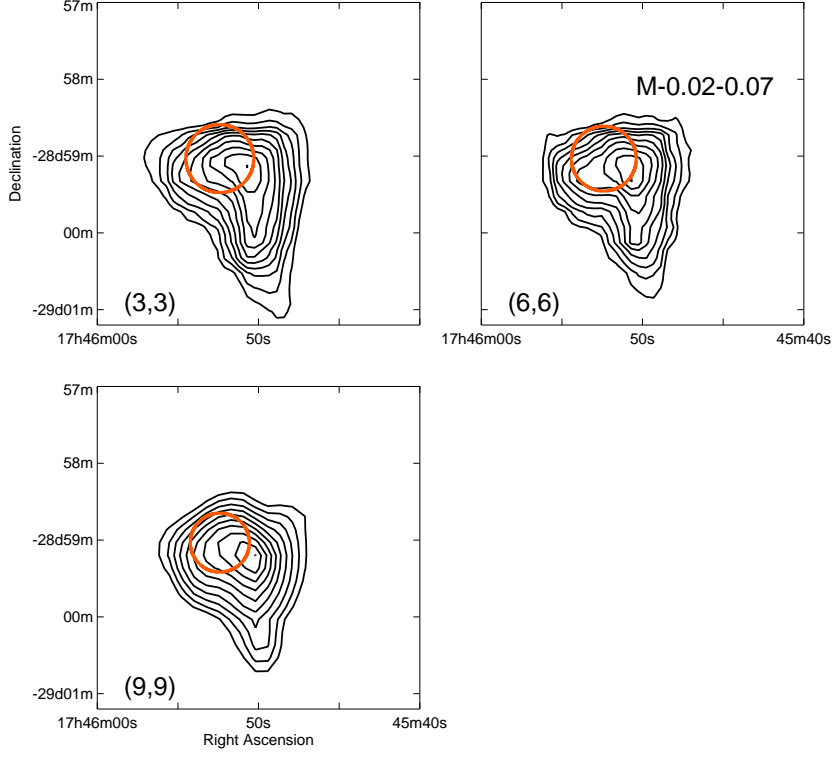 57m
58m
M-0.02-0.07
Declination
-28d59m
00m
(3,3)
(6,6)
-29d01m
17h46m00s 50s 17h46m00s 50s 45m40s
57m
58m
-28d59m
00m
(9,9)
-29d01m
17h46m00s 50s 45m40s
Right Ascension